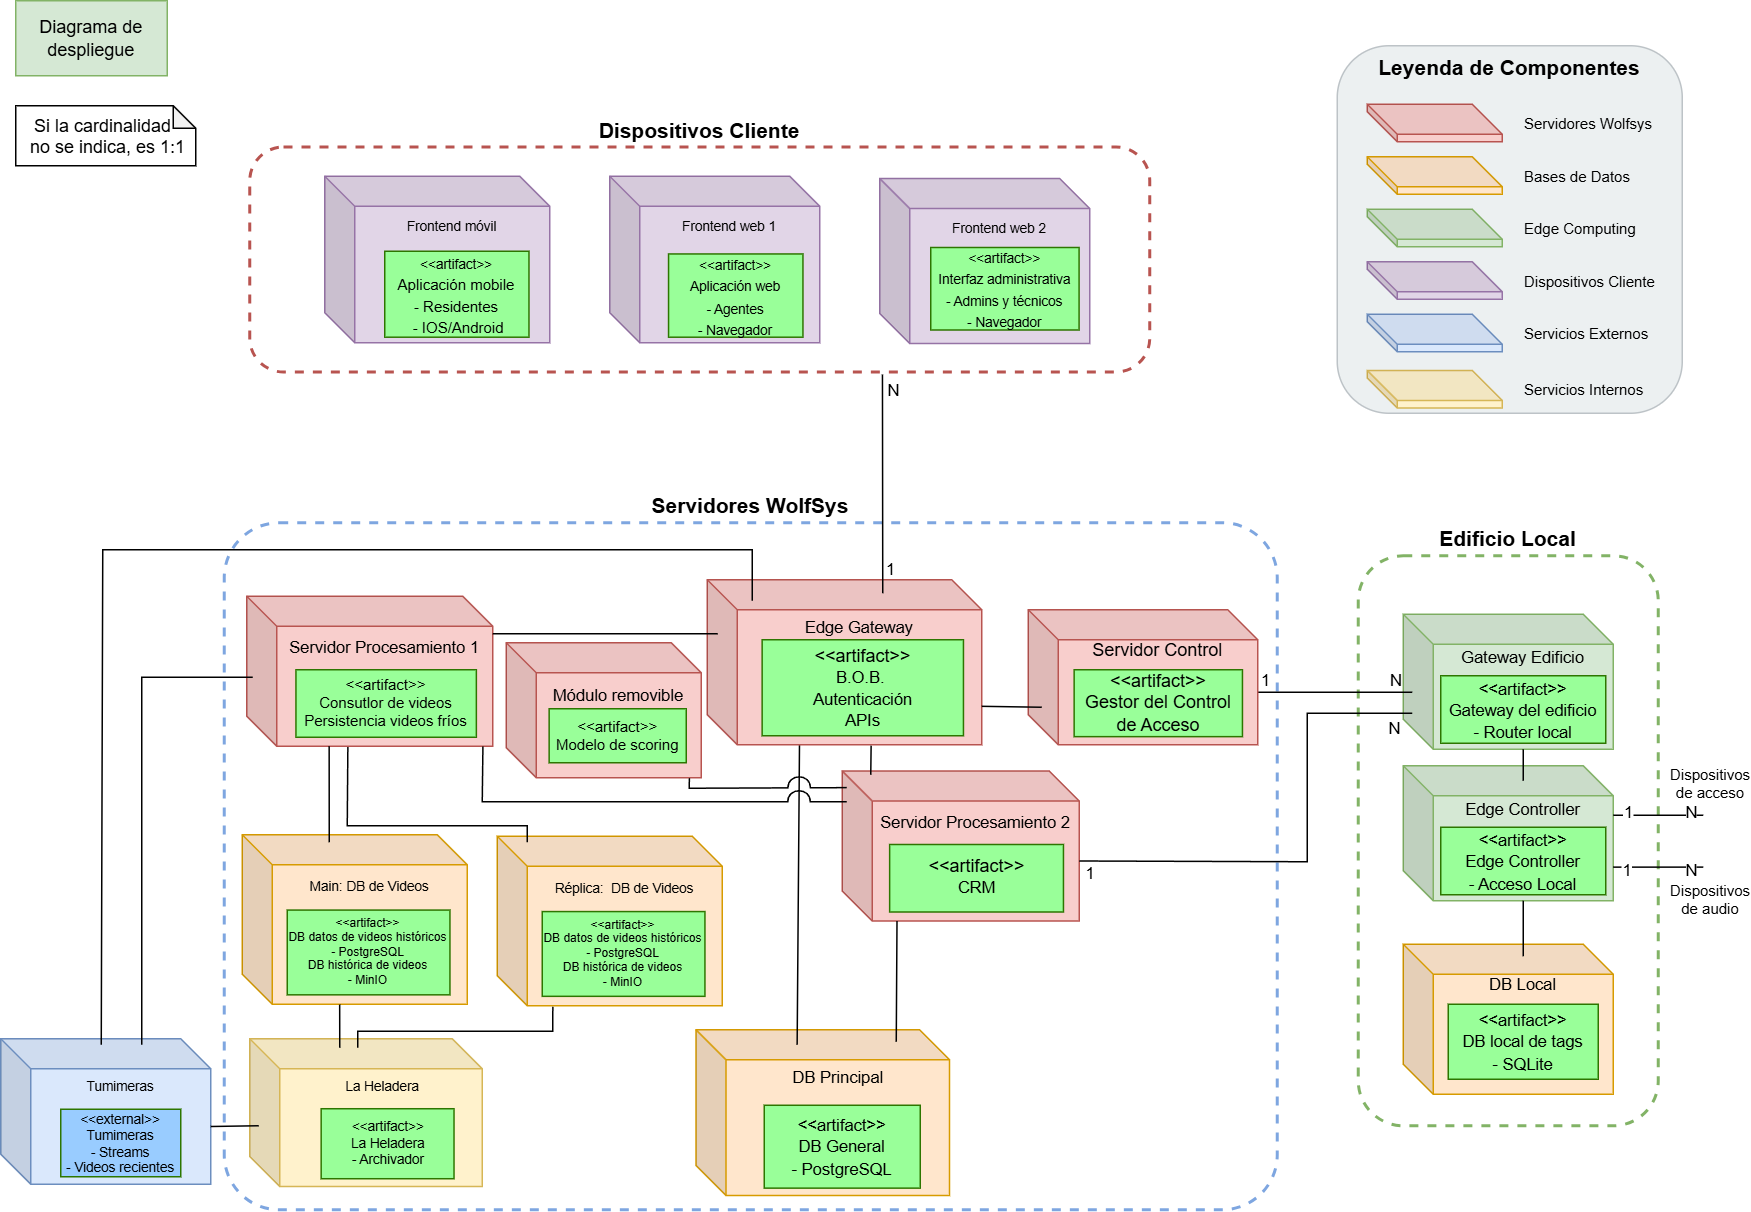 Diagrama de
despliegue
Si la cardinalidad
no se indica, es 1:1
Leyenda de Componentes
Servidores Wolfsys
Bases de Datos
Edge Computing
Dispositivos Cliente
Servicios Externos
Servicios Internos
Dispositivos Cliente
Frontend móvil
<<artifact>>
Aplicación mobile
- Residentes
- IOS/Android
Frontend web 1
<<artifact>>
Aplicación web
- Agentes
- Navegador
Frontend web 2
<<artifact>>
Interfaz administrativa
- Admins y técnicos
- Navegador
N
1
Servidores WolfSys
Servidor Procesamiento 1
<<artifact>>
Consutlor de videos
Persistencia videos fríos
Módulo removible
<<artifact>>
Modelo de scoring
Edge Gateway
<<artifact>>
B.O.B.
Autenticación
APIs
Servidor Control
<<artifact>>
Gestor del Control
de Acceso
1
N
N
Servidor Procesamiento 2
<<artifact>>
CRM
1
Main: DB de Videos
<<artifact>>
DB datos de videos históricos
- PostgreSQL
DB histórica de videos
- MinIO
Réplica:  DB de Videos
<<artifact>>
DB datos de videos históricos
- PostgreSQL
DB histórica de videos
- MinIO
Tumimeras
<<external>>
Tumimeras
- Streams
- Videos recientes
La Heladera
<<artifact>>
La Heladera
- Archivador
DB Principal
<<artifact>>
DB General
- PostgreSQL
Edificio Local
Gateway Edificio
<<artifact>>
Gateway del edificio
- Router local
Edge Controller
<<artifact>>
Edge Controller
- Acceso Local
Dispositivos
de acceso
1
N
1
N
Dispositivos
de audio
DB Local
<<artifact>>
DB local de tags
- SQLite